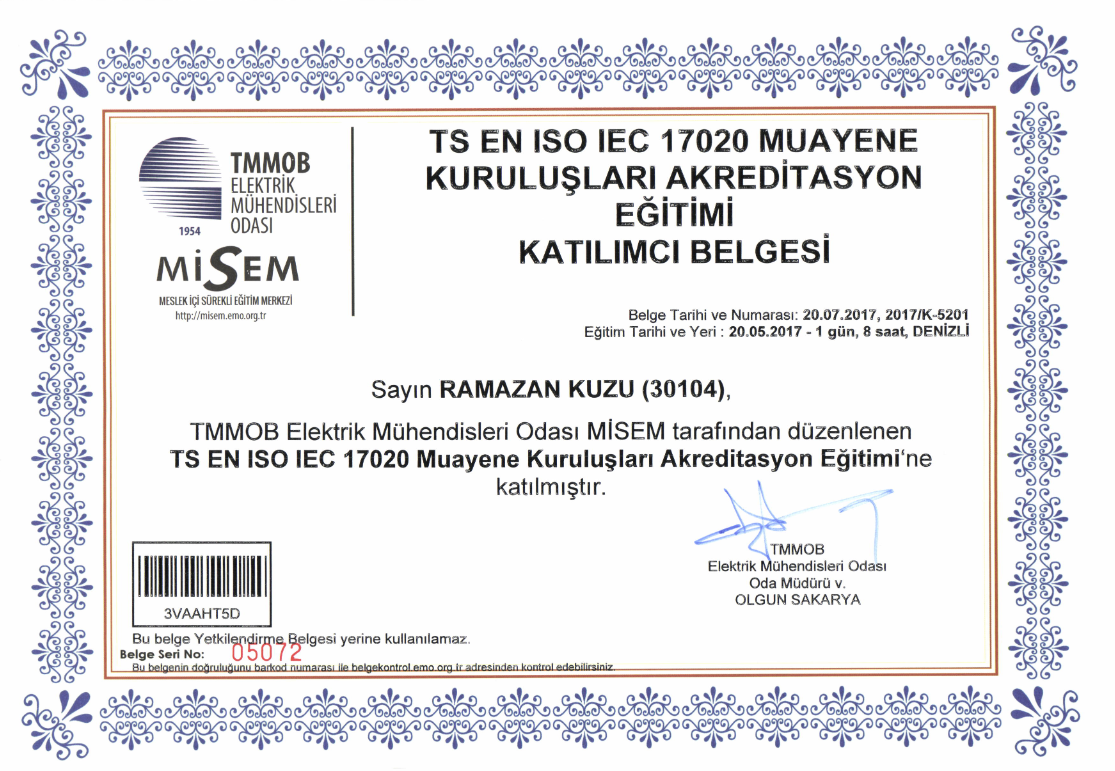 TMMOB
ELEKTRİK
MÜHENDİSLERİ
ODASI
1954
MİSEM
MESLEK İÇİ SÜREKLİ EĞİTİM MERKEZİ
http://misem.emo.org.tr
TS EN ISO IEC 17020 MUAYENE
KURULUŞLARI AKREDİTASYON
EĞİTİMİ
KATILIMCI BELGESİ
Belge Tarihi ve Numarası: 20.07.2017, 2017/K-5201
Eğitim Tarihi ve Yeri : 20.05.2017 - 1 gün, 8 saat, DENİZLİ
Sayın RAMAZAN KUZU (30104),
TMMOB Elektrik Mühendisleri Odası MİSEM tarafından düzenlenen
TS EN ISO IEC 17020 Muayene Kuruluşları Akreditasyon Eğitimi'ne
katılmıştır.
TMMOB
Elektrik Mühendisleri Odası
Oda Müdürü v.
OLGUN SAKARYA
3VAAHT5D
Bu belge Yetkilendirme Belgesi yerine kullanılamaz.
Belge Seri No: 05072
Bu belgenin doğruluğunu barkod numarası ile belgekontrol.emo.org.tr adresinden kontrol edebilirsiniz.